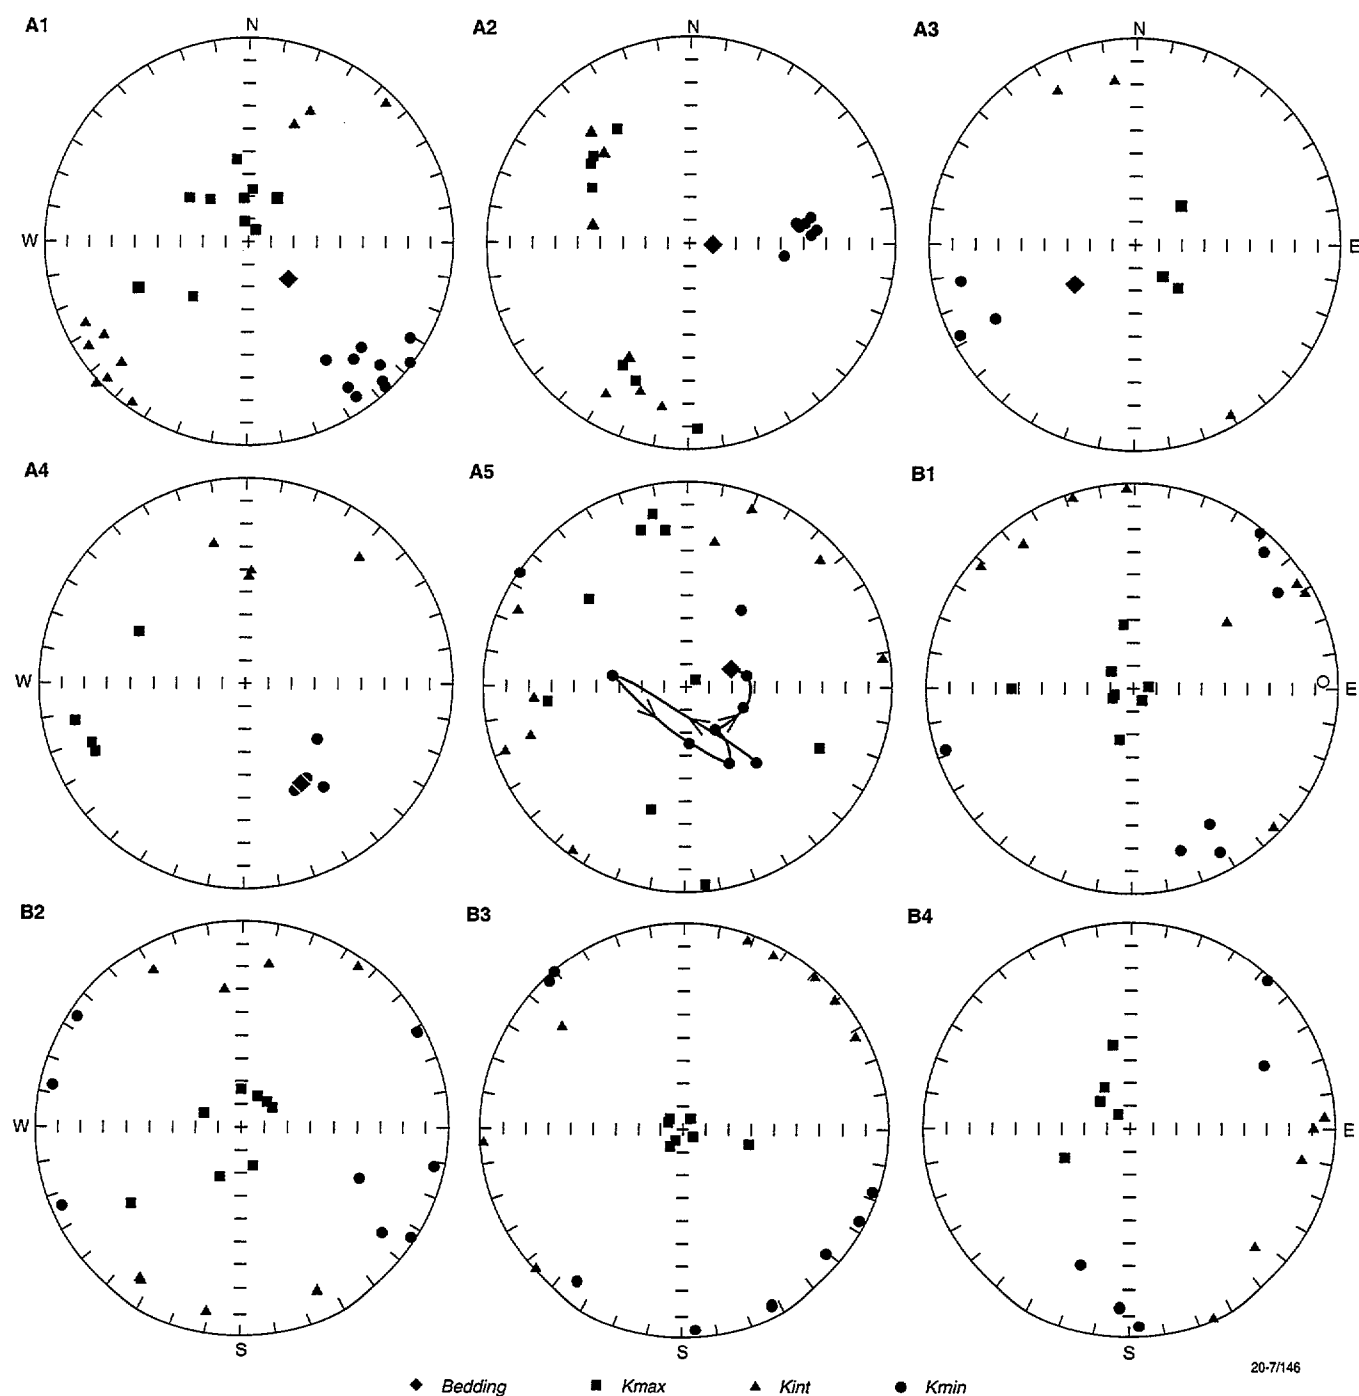 A1 N A2 N A3 N
W E
A4 A5 B1
W E
B2 B3 B4
W E
S S S
20-7/146
Bedding Kmax Kint Kmin